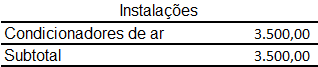 Instalações
Condicionadores de ar 3.500,00
Subtotal 3.500,00